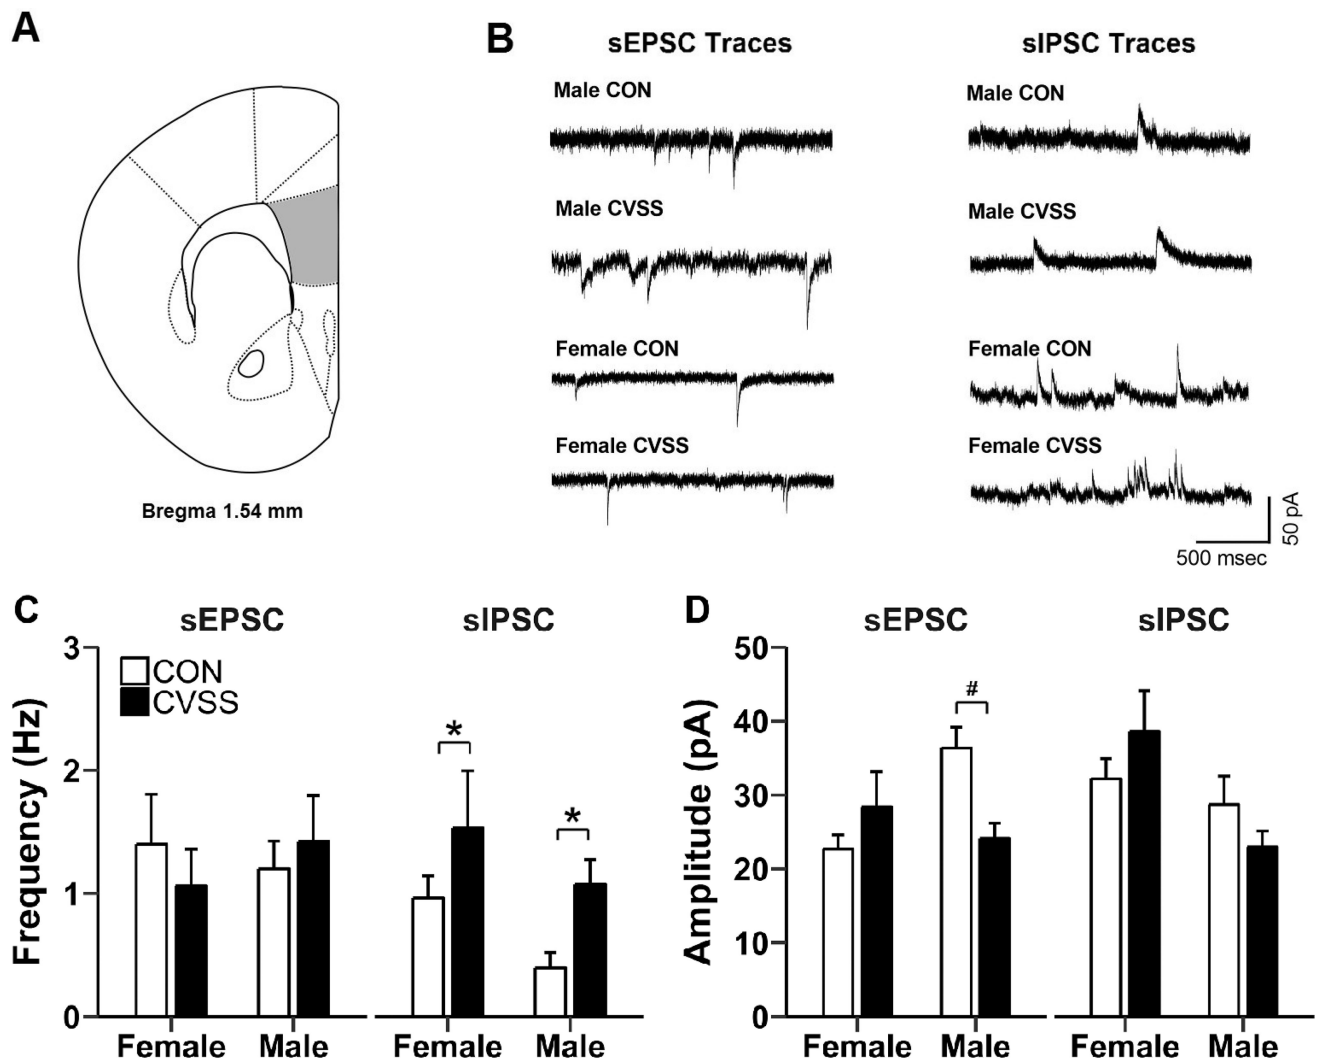 A
Bregma 1.54 mm
B
sEPSC Traces
sIPSC Traces
Male CON
Male CON
Male CVSS
Male CVSS
Female CON
Female CON
Female CVSS
Female CVSS
50 pA
500 msec
C
sEPSC
sIPSC
CON
CVSS
*
*
Frequency (Hz)
3
2
1
0
Female
Male
Female
Male
D
sEPSC
sIPSC
#
Amplitude (pA)
50
40
30
20
10
0
Female
Male
Female
Male